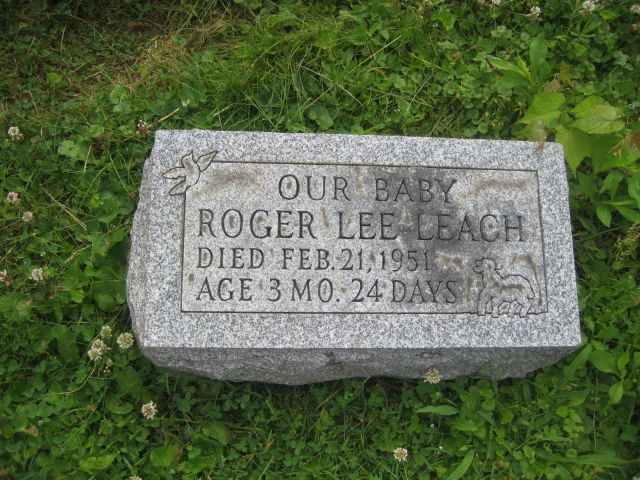 OUR BABY
ROGER LEE LEACH
DIED FEB. 21, 1951
AGE 3 MO. 24 DAYS